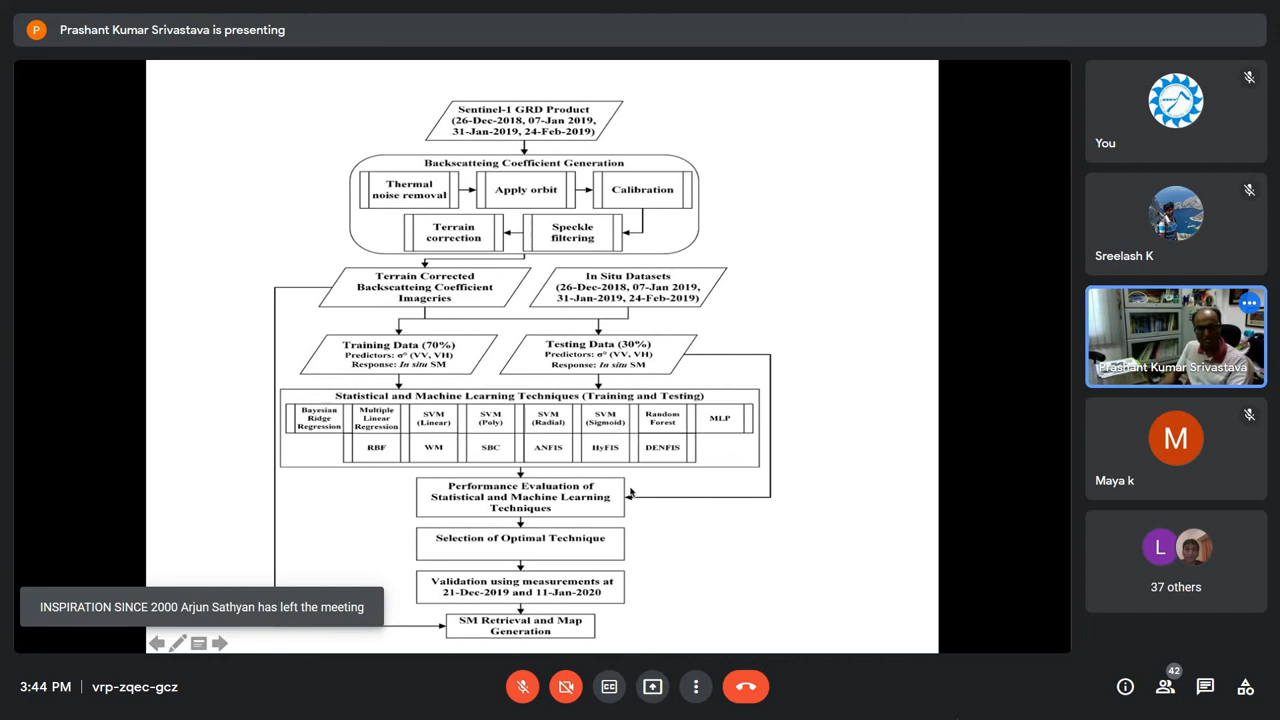 P
Prashant Kumar Srivastava is presenting
Sentinel-1 GRD Product
(26-Dec-2018, 07-Jan 2019,
31-Jan-2019, 24-Feb-2019)
Backscatteing Coefficient Generation
Thermal
noise removal
Apply orbit
Calibration
Terrain
correction
Speckle
filtering
Terrain Corrected
Backscatteing Coefficient
Imageries
In Situ Datasets
(26-Dec-2018, 07-Jan 2019,
31-Jan-2019, 24-Feb-2019)
Training Data (70%)
Predictors: σ° (VV, VH)
Response: In situ SM
Testing Data (30%)
Predictors: σ° (VV, VH)
Response: In situ SM
Statistical and Machine Learning Techniques (Training and Testing)
Bayesian
Ridge
Regression
Multiple
Linear
Regression
SVM
(Linear)
SVM
(Poly)
SVM
(Radial)
SVM
(Sigmoid)
Random
Forest
MLP
RBF
WM
SBC
ANFIS
HyFIS
DENFIS
Performance Evaluation of
Statistical and Machine Learning
Techniques
Selection of Optimal Technique
Validation using measurements at
21-Dec-2019 and 11-Jan-2020
SM Retrieval and Map
Generation
INSPIRATION SINCE 2000 Arjun Sathyan has left the meeting
You
Sreelash K
Prashant Kumar Srivastava
M
Maya k
L
37 others
3:44 PM
vrp-zqec-gcz
42